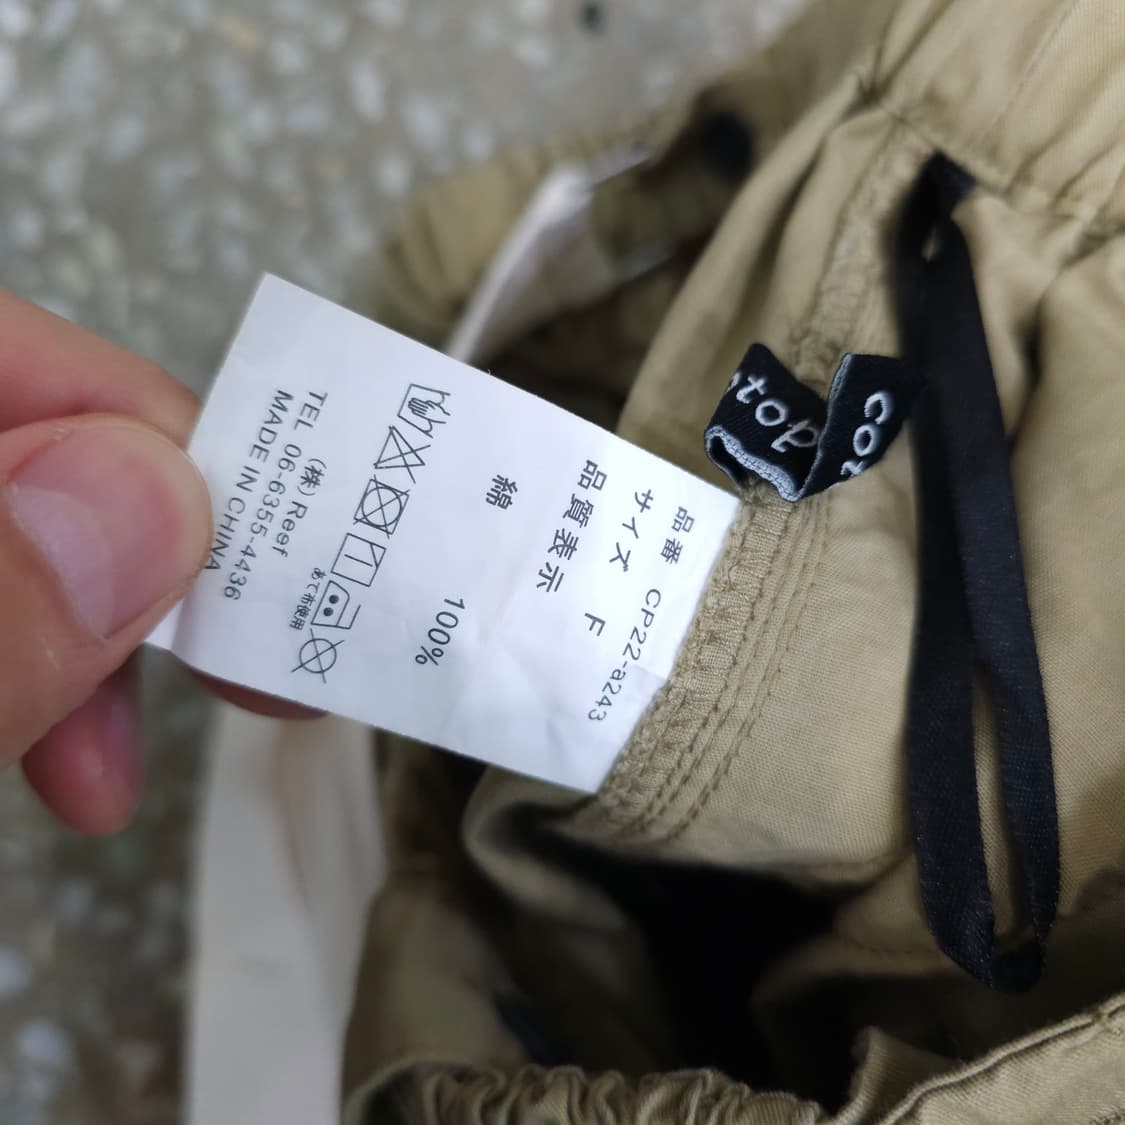 品番 CP22-a243
サイズ F
品質表示
綿 100%
あて布使用
(株) Reef
TEL 06-6355-4436
MADE IN CHINA